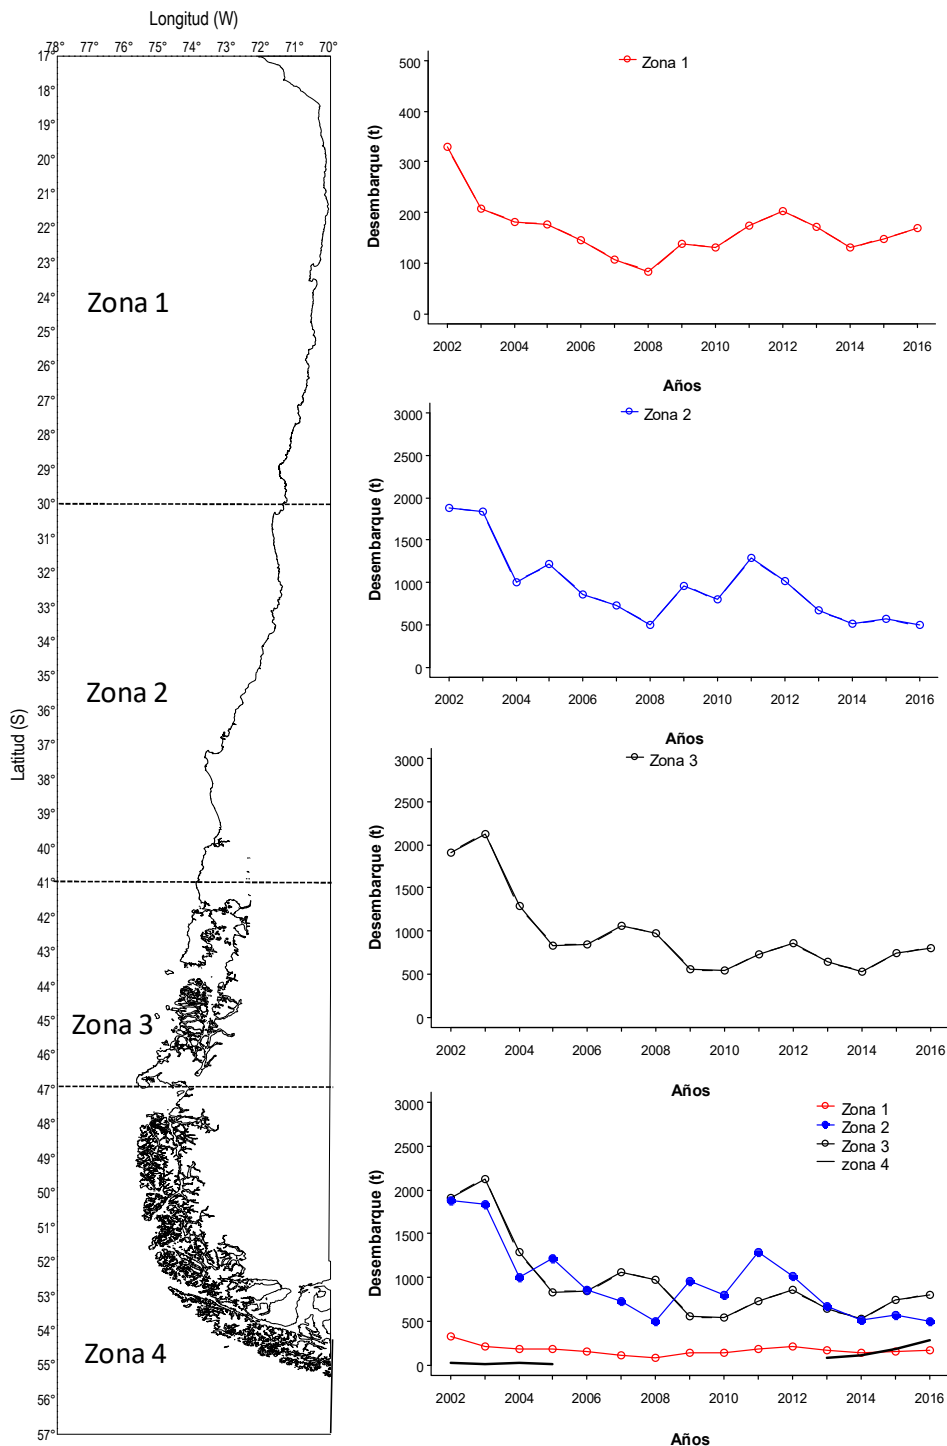 Longitud (W)
78° 77° 76° 75° 74° 73° 72° 71° 70°
Latitud (S)
17°
18°
19°
20°
21°
22°
23°
24°
25°
26°
27°
28°
29°
30°
31°
32°
33°
34°
35°
36°
37°
38°
39°
40°
41°
42°
43°
44°
45°
46°
47°
48°
49°
50°
51°
52°
53°
54°
55°
56°
57°
Zona 1
Zona 2
Zona 3
Zona 4
Zona 1
Desembarque (t)
500
400
300
200
100
0
2002 2004 2006 2008 2010 2012 2014 2016
Años
Zona 2
Desembarque (t)
3000
2500
2000
1500
1000
500
0
2002 2004 2006 2008 2010 2012 2014 2016
Años
Zona 3
Desembarque (t)
3000
2500
2000
1500
1000
500
0
2002 2004 2006 2008 2010 2012 2014 2016
Años
Zona 1
Zona 2
Zona 3
zona 4
Desembarque (t)
3000
2500
2000
1500
1000
500
0
2002 2004 2006 2008 2010 2012 2014 2016
Años